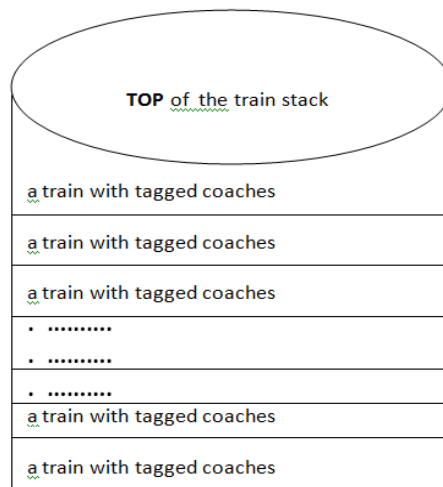 TOP of the train stack
a train with tagged coaches
a train with tagged coaches
a train with tagged coaches
. ..........
. ..........
. ..........
a train with tagged coaches
a train with tagged coaches